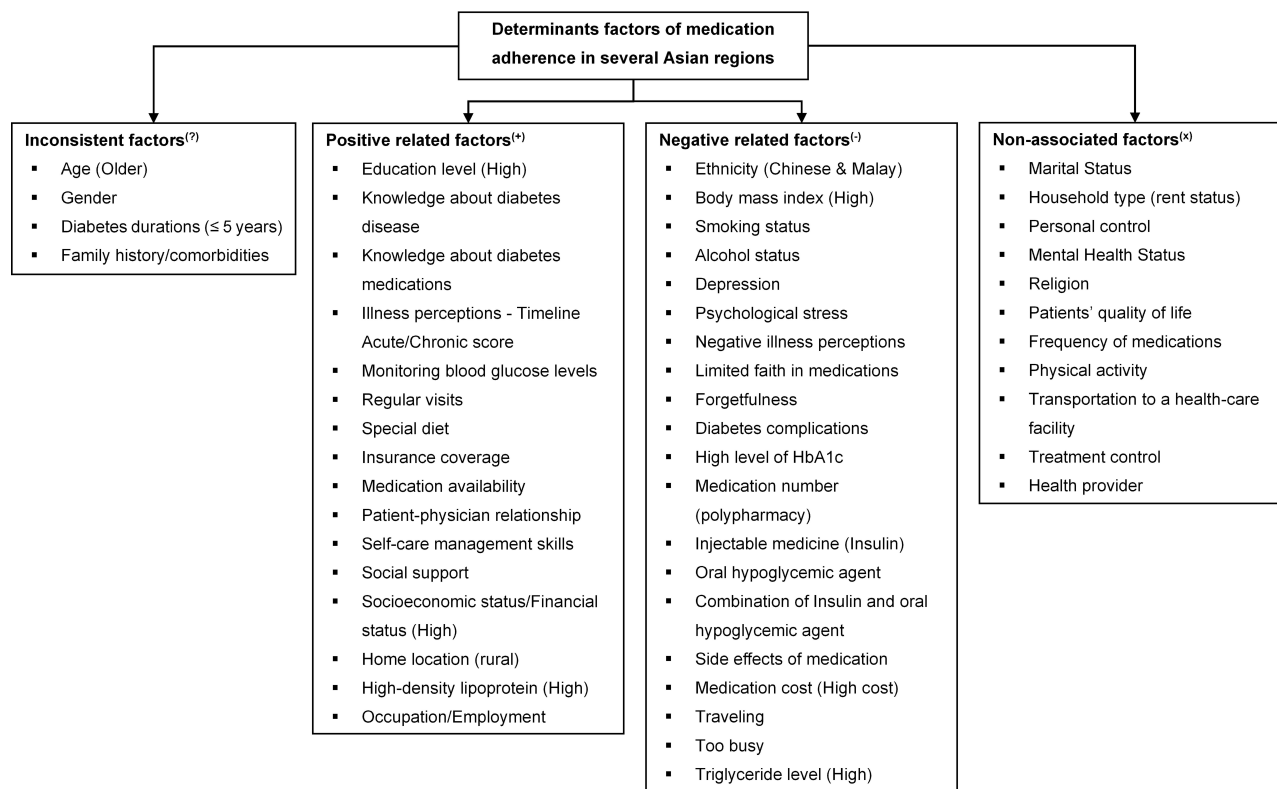 Determinants factors of medication
adherence in several Asian regions
Inconsistent factors(?)
▪ Age (Older)
▪ Gender
▪ Diabetes durations (≤ 5 years)
▪ Family history/comorbidities
Positive related factors(+)
▪ Education level (High)
▪ Knowledge about diabetes
disease
▪ Knowledge about diabetes
medications
▪ Illness perceptions - Timeline
Acute/Chronic score
▪ Monitoring blood glucose levels
▪ Regular visits
▪ Special diet
▪ Insurance coverage
▪ Medication availability
▪ Patient-physician relationship
▪ Self-care management skills
▪ Social support
▪ Socioeconomic status/Financial
status (High)
▪ Home location (rural)
▪ High-density lipoprotein (High)
▪ Occupation/Employment
Negative related factors(-)
▪ Ethnicity (Chinese & Malay)
▪ Body mass index (High)
▪ Smoking status
▪ Alcohol status
▪ Depression
▪ Psychological stress
▪ Negative illness perceptions
▪ Limited faith in medications
▪ Forgetfulness
▪ Diabetes complications
▪ High level of HbA1c
▪ Medication number
(polypharmacy)
▪ Injectable medicine (Insulin)
▪ Oral hypoglycemic agent
▪ Combination of Insulin and oral
hypoglycemic agent
▪ Side effects of medication
▪ Medication cost (High cost)
▪ Traveling
▪ Too busy
▪ Triglyceride level (High)
Non-associated factors(x)
▪ Marital Status
▪ Household type (rent status)
▪ Personal control
▪ Mental Health Status
▪ Religion
▪ Patients’ quality of life
▪ Frequency of medications
▪ Physical activity
▪ Transportation to a health-care
facility
▪ Treatment control
▪ Health provider